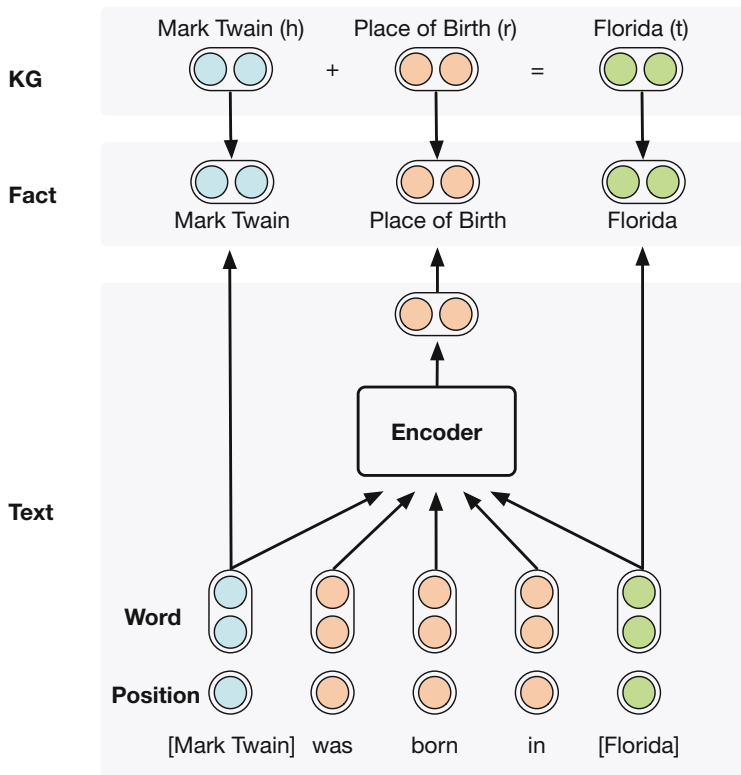 Mark Twain (h) Place of Birth (r) Florida (t)
KG + =
Fact
Mark Twain Place of Birth Florida
Encoder
Text
Word
Position
[Mark Twain] was born in [Florida]